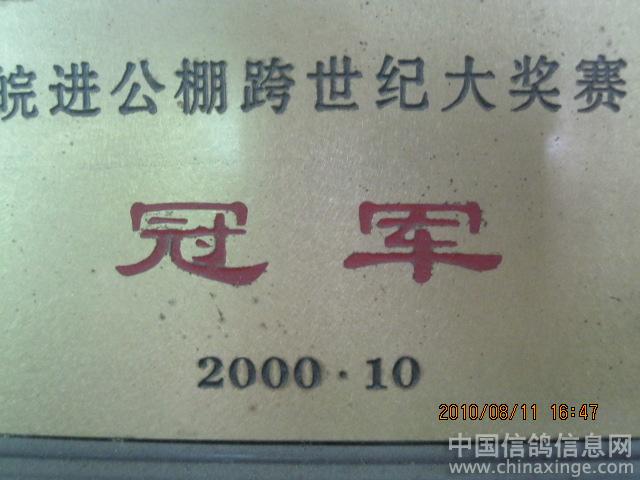 皖进公棚跨世纪大奖赛
冠军
2000·10
2010/08/11 16:47
中国信鸽信息网
www.chinaxinge.com